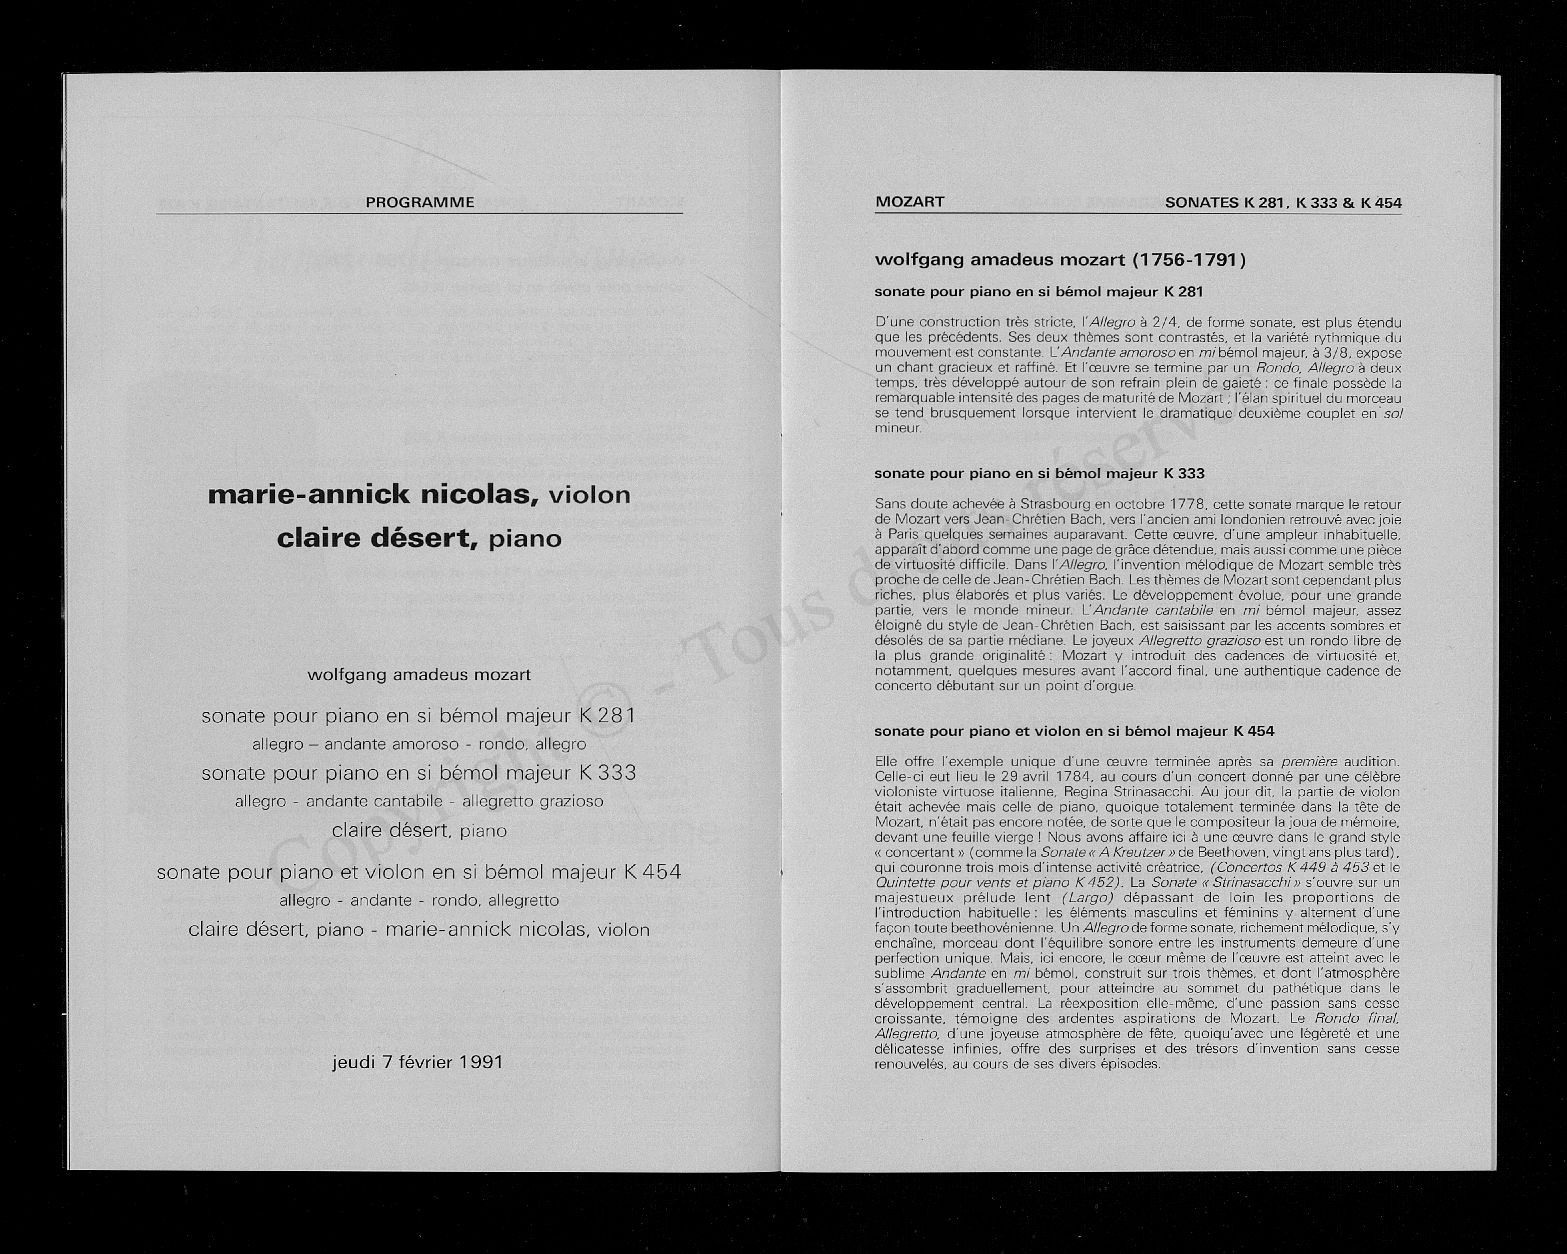 PROGRAMME
marie-annick nicolas, violon
claire désert, piano
wolfgang amadeus mozart
sonate pour piano en si bémol majeur K 281
allegro – andante amoroso - rondo, allegro
sonate pour piano en si bémol majeur K 333
allegro - andante cantabile - allegretto grazioso
claire désert, piano
sonate pour piano et violon en si bémol majeur K 454
allegro - andante - rondo, allegretto
claire désert, piano - marie-annick nicolas, violon
jeudi 7 février 1991
MOZART SONATES K 281, K 333 & K 454
wolfgang amadeus mozart (1756-1791)
sonate pour piano en si bémol majeur K 281
D'une construction très stricte, l'Allegro à 2/4, de forme sonate, est plus étendu
que les précédents. Ses deux thèmes sont contrastés, et la variété rythmique du
mouvement est constante. L'Andante amoroso en mi bémol majeur, à 3/8, expose
un chant gracieux et raffiné. Et l'œuvre se termine par un Rondo, Allegro à deux
temps, très développé autour de son refrain plein de gaieté ; ce finale possède la
remarquable intensité des pages de maturité de Mozart ; l'élan spirituel du morceau
se tend brusquement lorsque intervient le dramatique deuxième couplet en sol
mineur.
sonate pour piano en si bémol majeur K 333
Sans doute achevée à Strasbourg en octobre 1778, cette sonate marque le retour
de Mozart vers Jean-Chrétien Bach, vers l'ancien ami londonien retrouvé avec joie
à Paris quelques semaines auparavant. Cette œuvre, d'une ampleur inhabituelle,
apparaît d'abord comme une page de grâce détendue, mais aussi comme une pièce
de virtuosité difficile. Dans l'Allegro, l'invention mélodique de Mozart semble très
proche de celle de Jean-Chrétien Bach. Les thèmes de Mozart sont cependant plus
riches, plus élaborés et plus variés. Le développement évolue, pour une grande
partie, vers le monde mineur. L'Andante cantabile en mi bémol majeur, assez
éloigné du style de Jean-Chrétien Bach, est saisissant par les accents sombres et
désolés de sa partie médiane. Le joyeux Allegretto grazioso est un rondo libre de
la plus grande originalité : Mozart y introduit des cadences de virtuosité et,
notamment, quelques mesures avant l'accord final, une authentique cadence de
concerto débutant sur un point d'orgue.
sonate pour piano et violon en si bémol majeur K 454
Elle offre l'exemple unique d'une œuvre terminée après sa première audition.
Celle-ci eut lieu le 29 avril 1784, au cours d'un concert donné par une célèbre
violoniste virtuose italienne, Regina Strinasacchi. Au jour dit, la partie de violon
était achevée mais celle de piano, quoique totalement terminée dans la tête de
Mozart, n'était pas encore notée, de sorte que le compositeur la joua de mémoire,
devant une feuille vierge ! Nous avons affaire ici à une œuvre dans le grand style
« concertant » (comme la Sonate « A Kreutzer » de Beethoven, vingt ans plus tard),
qui couronne trois mois d'intense activité créatrice, (Concertos K 449 à 453 et le
Quintette pour vents et piano K 452). La Sonate « Strinasacchi » s'ouvre sur un
majestueux prélude lent (Largo) dépassant de loin les proportions de
l'introduction habituelle : les éléments masculins et féminins y alternent d'une
façon toute beethovénienne. Un Allegro de forme sonate, richement mélodique, s'y
enchaîne, morceau dont l'équilibre sonore entre les instruments demeure d'une
perfection unique. Mais, ici encore, le cœur même de l'œuvre est atteint avec le
sublime Andante en mi bémol, construit sur trois thèmes, et dont l'atmosphère
s'assombrit graduellement, pour atteindre au sommet du pathétique dans le
développement central. La réexposition elle-même, d'une passion sans cesse
croissante, témoigne des ardentes aspirations de Mozart. Le Rondo final,
Allegretto, d'une joyeuse atmosphère de fête, quoiqu'avec une légèreté et une
délicatesse infinies, offre des surprises et des trésors d'invention sans cesse
renouvelés, au cours de ses divers épisodes.
Copyright © - Tous